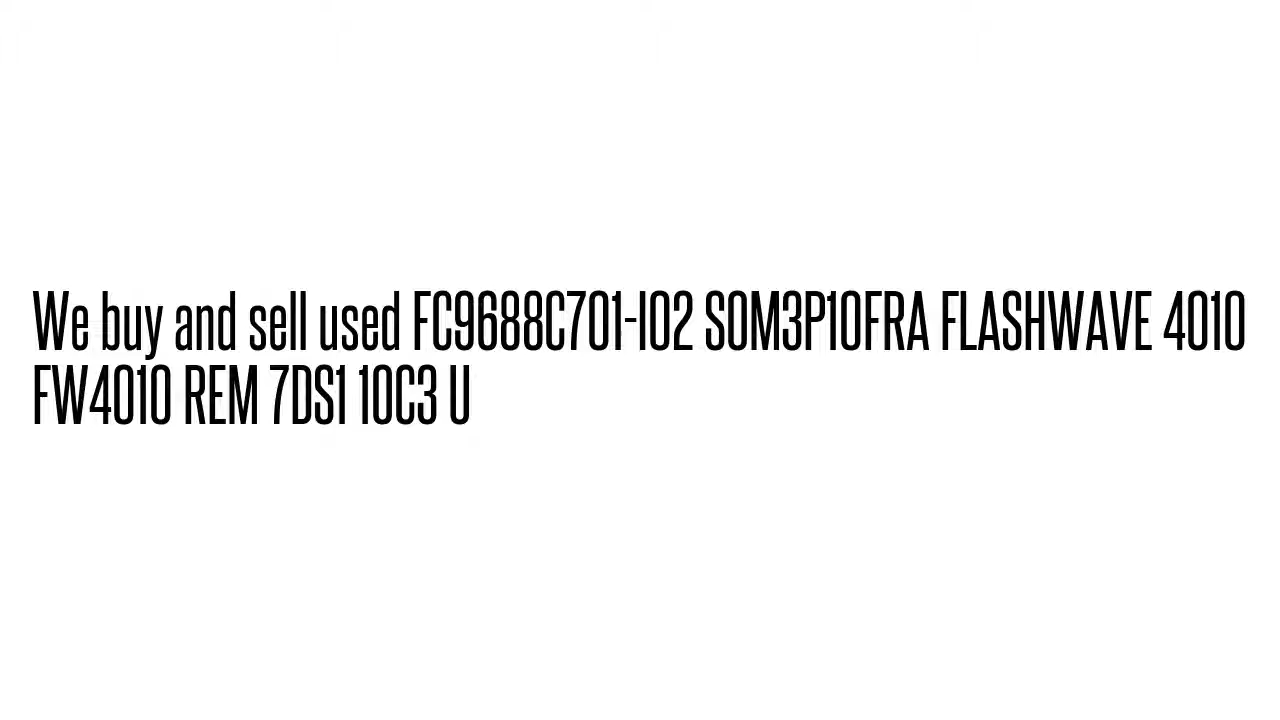 We buy and sell used FC9688C701-I02 S0M3P10FRA FLASHWAVE 4010
FW4010 REM 7DS1 10C3 U